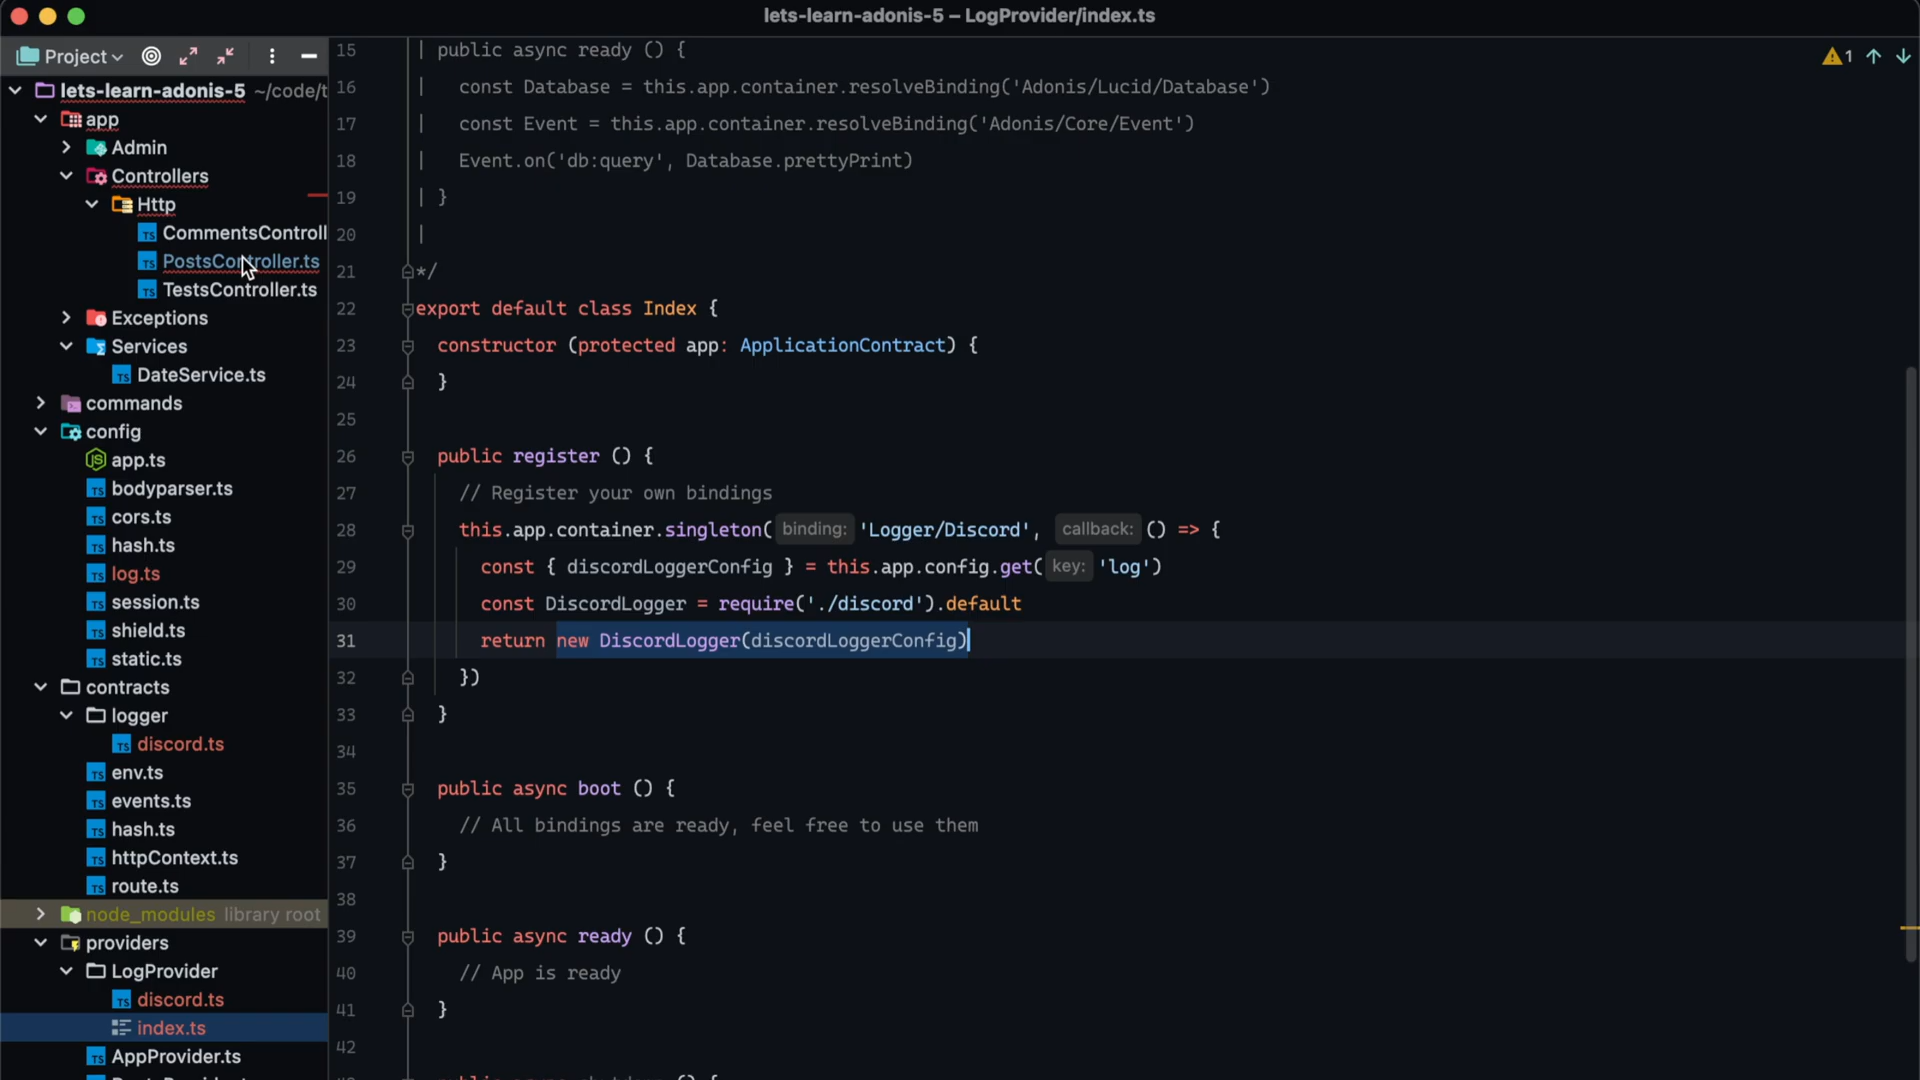 lets-learn-adonis-5 – LogProvider/index.ts
Project
lets-learn-adonis-5 ~/code/t
app
Admin
Controllers
Http
CommentsControll
PostsController.ts
TestsController.ts
Exceptions
Services
DateService.ts
commands
config
app.ts
bodyparser.ts
cors.ts
hash.ts
log.ts
session.ts
shield.ts
static.ts
contracts
logger
discord.ts
env.ts
events.ts
hash.ts
httpContext.ts
route.ts
node_modules library root
providers
LogProvider
discord.ts
index.ts
AppProvider.ts
1
15 | public async ready () {
16 | const Database = this.app.container.resolveBinding('Adonis/Lucid/Database')
17 | const Event = this.app.container.resolveBinding('Adonis/Core/Event')
18 | Event.on('db:query', Database.prettyPrint)
19 | }
20 |
21 */
22 export default class Index {
23 constructor (protected app: ApplicationContract) {
24 }
25
26 public register () {
27 // Register your own bindings
28 this.app.container.singleton( binding: 'Logger/Discord', callback: () => {
29 const { discordLoggerConfig } = this.app.config.get( key: 'log')
30 const DiscordLogger = require('./discord').default
31 return new DiscordLogger(discordLoggerConfig)
32 })
33 }
34
35 public async boot () {
36 // All bindings are ready, feel free to use them
37 }
38
39 public async ready () {
40 // App is ready
41 }
42